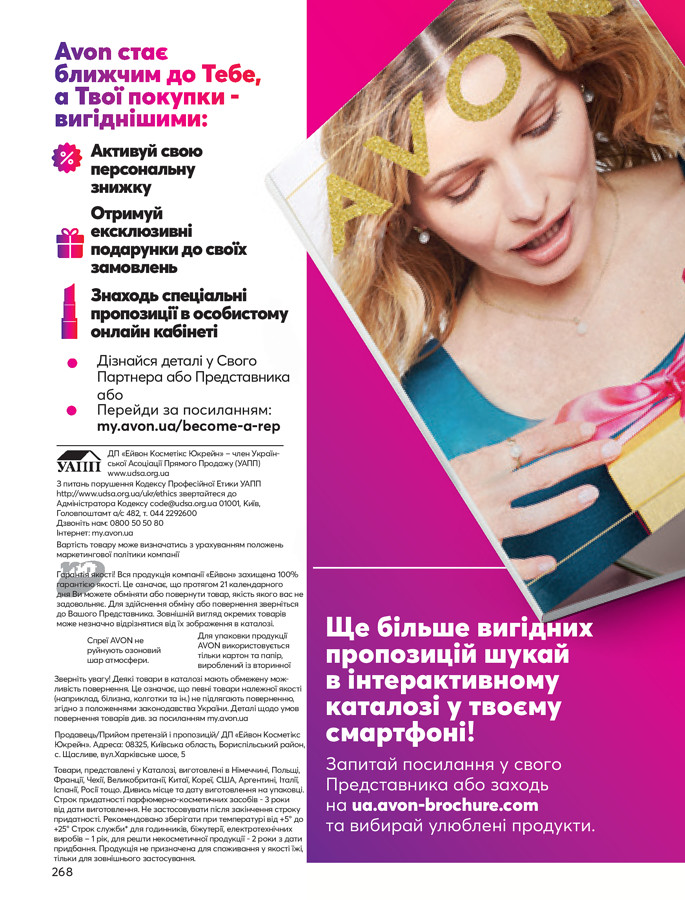 Avon стає
ближчим до Тебе,
а Твої покупки -
вигіднішими:
Активуй свою
персональну
знижку
Отримуй
ексклюзивні
подарунки до своїх
замовлень
Знаходь спеціальні
пропозиції в особистому
онлайн кабінеті
Дізнайся деталі у Свого
Партнера або Представника
або
Перейди за посиланням:
my.avon.ua/become-a-rep
УАПП
ДП «Ейвон Косметікс Юкрейн» – член Україн-
ської Асоціації Прямого Продажу (УАПП)
www.udsa.org.ua
З питань порушення Кодексу Професійної Етики УАПП
http://www.udsa.org.ua/ukr/ethics звертайтеся до
Адміністратора Кодексу code@udsa.org.ua 01001, Київ,
Головпоштамт а/с 482, т. 044 2292600
Дзвоніть нам: 0800 50 50 80
Інтернет: my.avon.ua
Вартість товару може визначатись з урахуванням положень
маркетингової політики компанії
Гарантія якості! Вся продукція компанії «Ейвон» захищена 100%
гарантією якості. Це означає, що протягом 21 календарного
дня Ви можете обміняти або повернути товар, якість якого вас не
задовольняє. Для здійснення обміну або повернення зверніться
до Вашого Представника. Зовнішній вигляд окремих товарів
може незначно відрізнятися від їх зображення в каталозі.
Спреї AVON не
руйнують озоновий
шар атмосфери.
Для упаковки продукції
AVON використовується
тільки картон та папір,
вироблений із вторинної
Зверніть увагу! Деякі товари в каталозі мають обмежену мож-
ливість повернення. Це означає, що певні товари належної якості
(наприклад, білизна, колготки та ін.) не підлягають поверненню,
згідно з положеннями законодавства України. Деталі щодо умов
повернення товарів див. за посиланням my.avon.ua
Продавець/Прийом претензій і пропозицій/ ДП «Ейвон Косметікс
Юкрейн». Адреса: 08325, Київська область, Бориспільський район,
с. Щасливе, вул.Харківське шосе, 5
Товари, представлені у Каталозі, виготовлені в Німеччині, Польщі,
Франції, Чехії, Великобританії, Китаї, Кореї, США, Аргентині, Італії,
Іспанії, Росії тощо. Дивись місце та дату виготовлення на упаковці.
Строк придатності парфюмерно-косметичних засобів - 3 роки
від дати виготовлення. Не застосовувати після закінчення строку
придатності. Рекомендовано зберігати при температурі від +5° до
+25° Строк служби* для годинників, біжутерії, електротехнічних
виробів – 1 рік, для решти некосметичної продукції - 2 роки з дати
придбання. Продукція не призначена для споживання у якості їжі,
тільки для зовнішнього застосування.
268
AVON
Ще більше вигідних
пропозицій шукай
в інтерактивному
каталозі у твоєму
смартфоні!
Запитай посилання у свого
Представника або заходь
на ua.avon-brochure.com
та вибирай улюблені продукти.